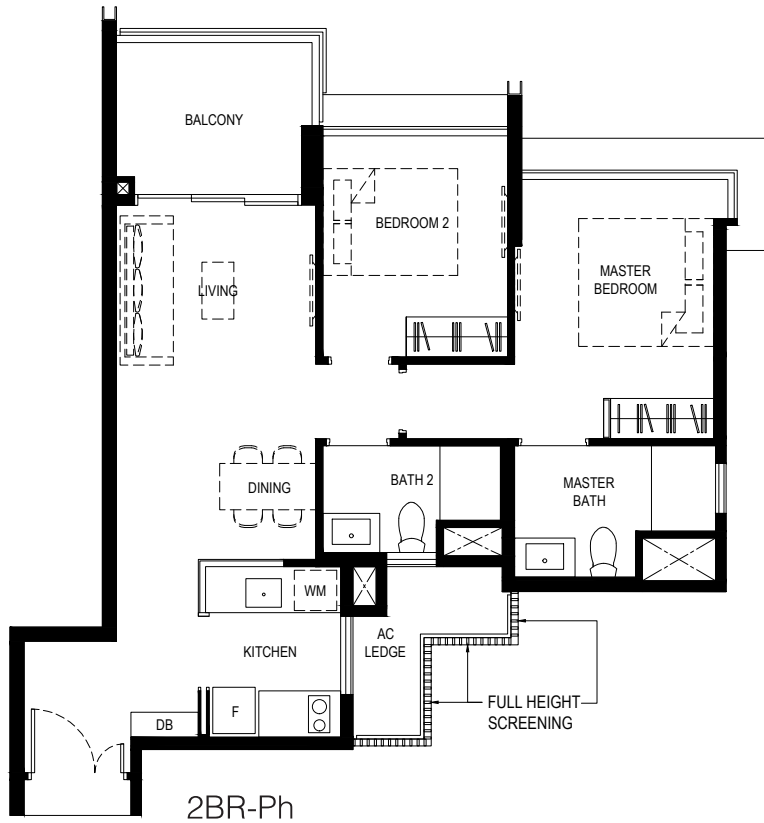 BALCONY
BEDROOM 2
MASTER
BEDROOM
LIVING
DINING
BATH 2
MASTER
BATH
WM
AC
LEDGE
KITCHEN
F
DB
FULL HEIGHT
SCREENING
2BR-Ph